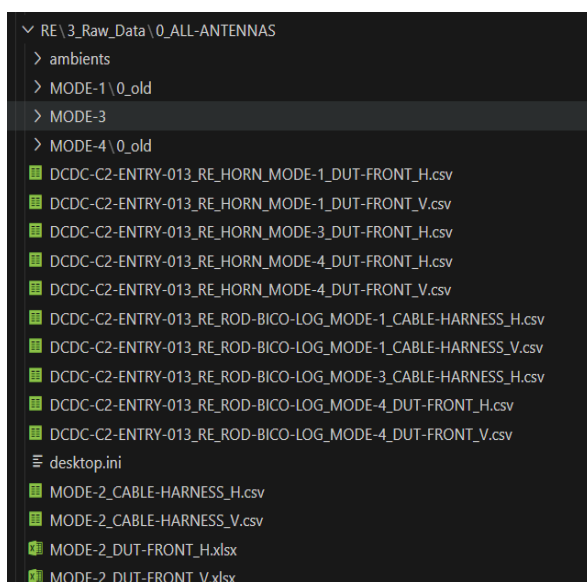 RE\3_Raw_Data\0_ALL-ANTENNAS
ambients
MODE-1\0_old
MODE-3
MODE-4\0_old
DCDC-C2-ENTRY-013_RE_HORN_MODE-1_DUT-FRONT_H.csv
DCDC-C2-ENTRY-013_RE_HORN_MODE-1_DUT-FRONT_V.csv
DCDC-C2-ENTRY-013_RE_HORN_MODE-3_DUT-FRONT_H.csv
DCDC-C2-ENTRY-013_RE_HORN_MODE-4_DUT-FRONT_H.csv
DCDC-C2-ENTRY-013_RE_HORN_MODE-4_DUT-FRONT_V.csv
DCDC-C2-ENTRY-013_RE_ROD-BICO-LOG_MODE-1_CABLE-HARNESS_H.csv
DCDC-C2-ENTRY-013_RE_ROD-BICO-LOG_MODE-1_CABLE-HARNESS_V.csv
DCDC-C2-ENTRY-013_RE_ROD-BICO-LOG_MODE-3_CABLE-HARNESS_H.csv
DCDC-C2-ENTRY-013_RE_ROD-BICO-LOG_MODE-4_DUT-FRONT_H.csv
DCDC-C2-ENTRY-013_RE_ROD-BICO-LOG_MODE-4_DUT-FRONT_V.csv
desktop.ini
MODE-2_CABLE-HARNESS_H.csv
MODE-2_CABLE-HARNESS_V.csv
MODE-2_DUT-FRONT_H.xlsx
MODE-2_DUT-FRONT_V.xlsx